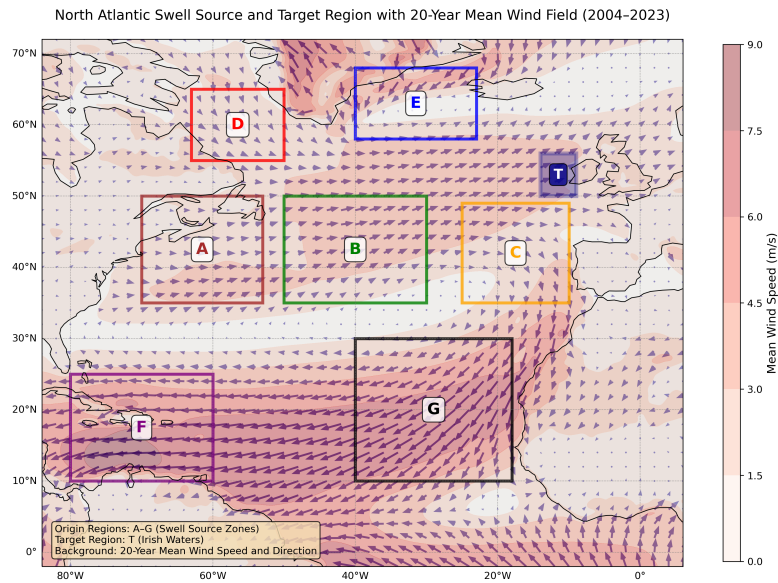 North Atlantic Swell Source and Target Region with 20-Year Mean Wind Field (2004–2023)
70°N
60°N
50°N
40°N
30°N
20°N
10°N
0°
80°W
60°W
40°W
20°W
0°
D
E
T
A
B
C
G
F
Origin Regions: A–G (Swell Source Zones)
Target Region: T (Irish Waters)
Background: 20-Year Mean Wind Speed and Direction
9.0
7.5
6.0
4.5
3.0
1.5
0.0
Mean Wind Speed (m/s)